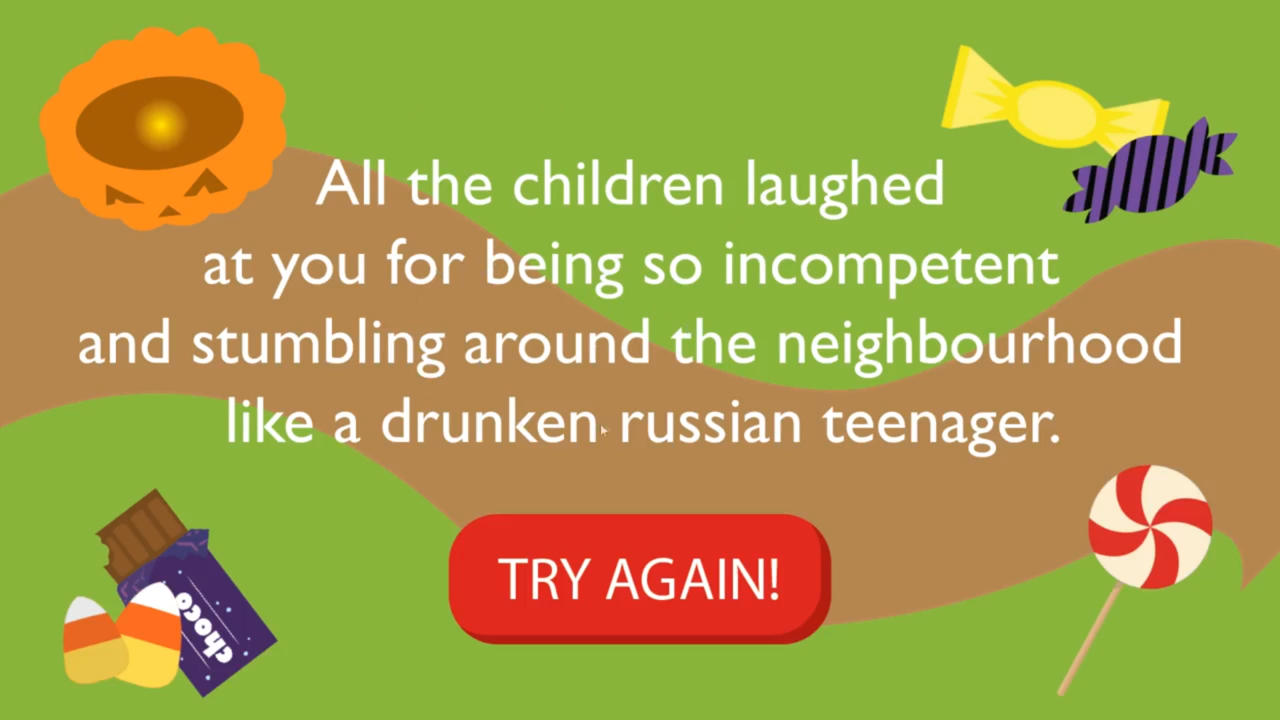 All the children laughed
at you for being so incompetent
and stumbling around the neighbourhood
like a drunken russian teenager.
TRY AGAIN!
choco